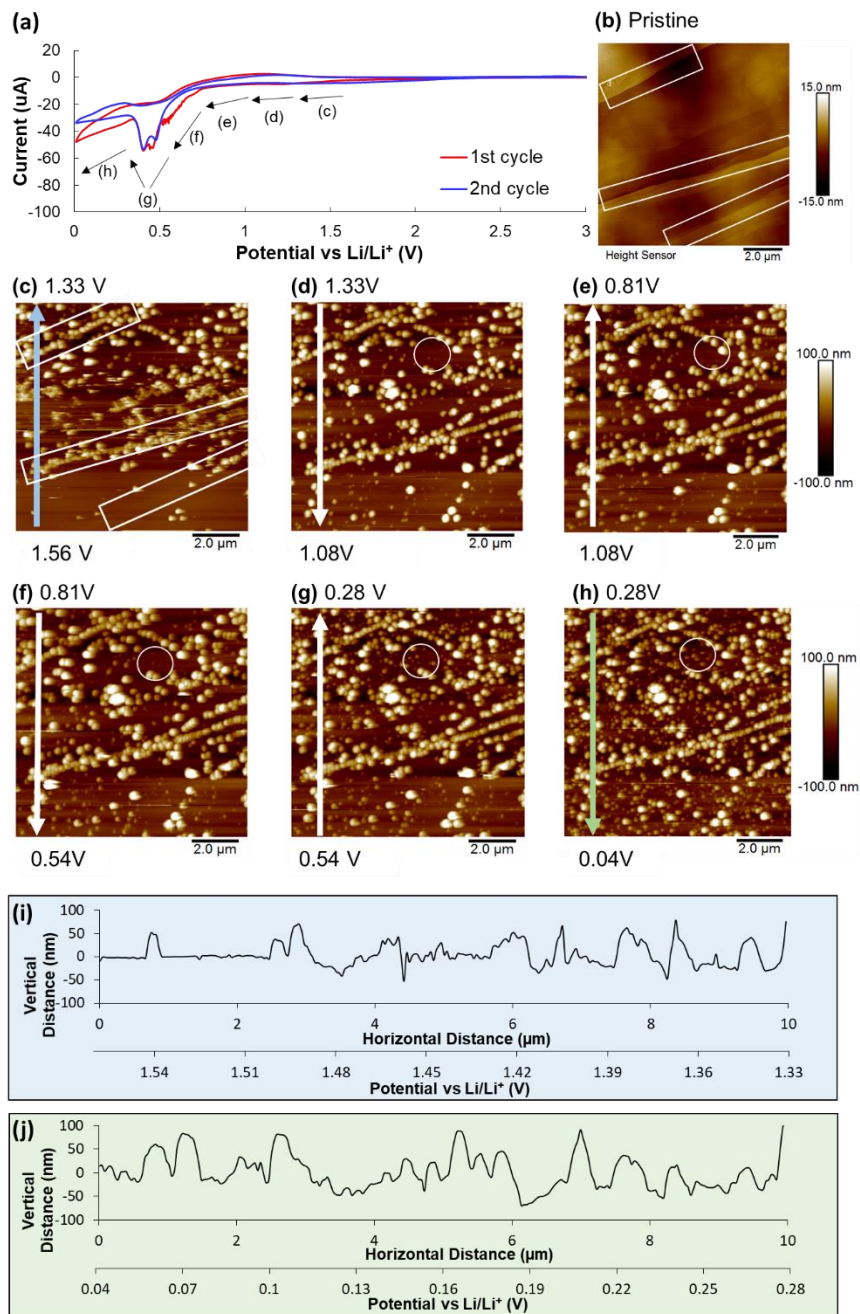 (a)
20
0
-20
-40
-60
-80
-100
Current (uA)
(c)
(d)
(e)
(f)
(g)
(h)
1st cycle
2nd cycle
0 0.5 1 1.5 2 2.5 3
Potential vs Li/Li⁺ (V)
(b) Pristine
15.0 nm
-15.0 nm
Height Sensor
2.0 µm
(c) 1.33 V
1.56 V
2.0 µm
(d) 1.33V
1.08V
2.0 µm
(e) 0.81V
1.08V
2.0 µm
100.0 nm
-100.0 nm
(f) 0.81V
0.54V
2.0 µm
(g) 0.28 V
0.54 V
2.0 µm
(h) 0.28V
0.04V
2.0 µm
100.0 nm
-100.0 nm
(i)
Vertical
Distance (nm)
100
50
0
-50
-100
0 2 4 6 8 10
Horizontal Distance (µm)
1.54 1.51 1.48 1.45 1.42 1.39 1.36 1.33
Potential vs Li/Li⁺ (V)
(j)
Vertical
Distance (nm)
100
50
0
-50
-100
0 2 4 6 8 10
Horizontal Distance (µm)
0.04 0.07 0.1 0.13 0.16 0.19 0.22 0.25 0.28
Potential vs Li/Li⁺ (V)